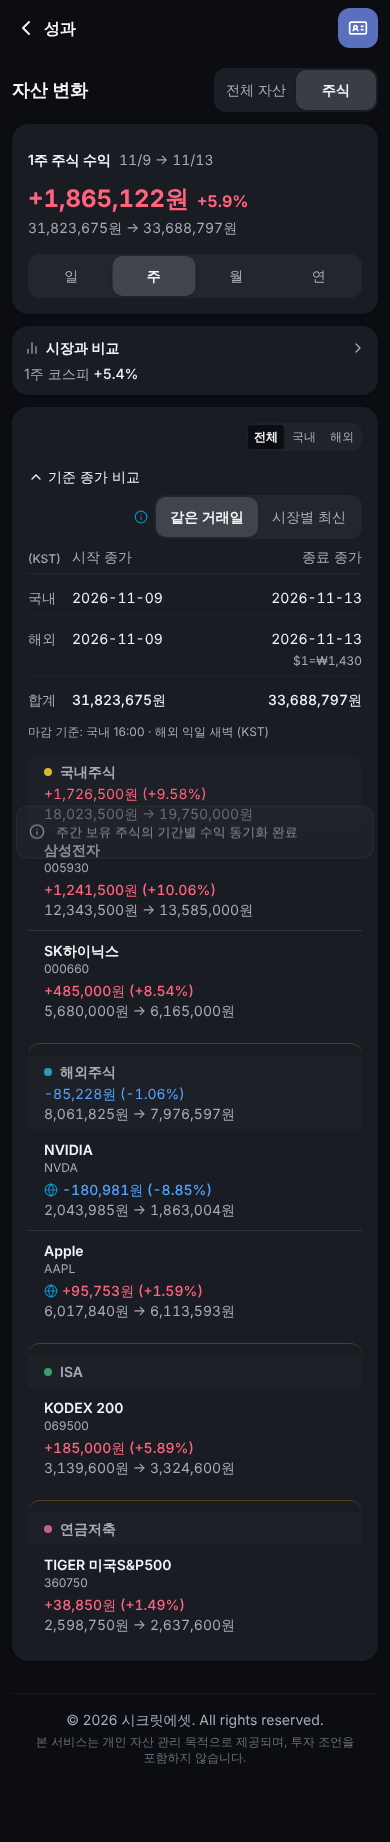 성과
자산 변화
전체 자산 주식
1주 주식 수익 11/9 → 11/13
+1,865,122원 +5.9%
31,823,675원 → 33,688,797원
일 주 월 연
시장과 비교
1주 코스피 +5.4%
전체 국내 해외
기준 종가 비교
같은 거래일 시장별 최신
(KST) 시작 종가 종료 종가
국내 2026-11-09 2026-11-13
해외 2026-11-09 2026-11-13
$1=₩1,430
합계 31,823,675원 33,688,797원
마감 기준: 국내 16:00 · 해외 익일 새벽 (KST)
국내주식
+1,726,500원 (+9.58%)
18,023,500원 → 19,750,000원
주간 보유 주식의 기간별 수익 동기화 완료
삼성전자
005930
+1,241,500원 (+10.06%)
12,343,500원 → 13,585,000원
SK하이닉스
000660
+485,000원 (+8.54%)
5,680,000원 → 6,165,000원
해외주식
-85,228원 (-1.06%)
8,061,825원 → 7,976,597원
NVIDIA
NVDA
-180,981원 (-8.85%)
2,043,985원 → 1,863,004원
Apple
AAPL
+95,753원 (+1.59%)
6,017,840원 → 6,113,593원
ISA
KODEX 200
069500
+185,000원 (+5.89%)
3,139,600원 → 3,324,600원
연금저축
TIGER 미국S&P500
360750
+38,850원 (+1.49%)
2,598,750원 → 2,637,600원
© 2026 시크릿에셋. All rights reserved.
본 서비스는 개인 자산 관리 목적으로 제공되며, 투자 조언을
포함하지 않습니다.